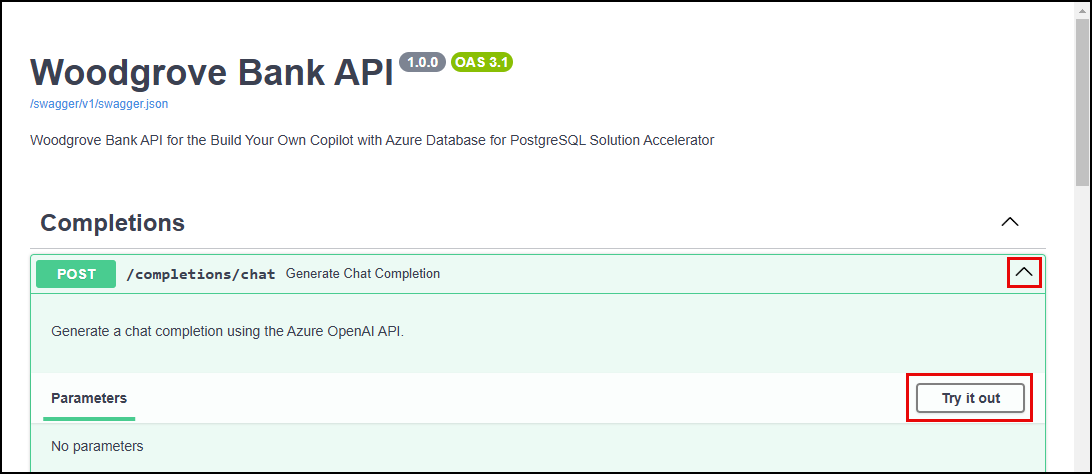 Woodgrove Bank API 1.0.0 OAS 3.1
/swagger/v1/swagger.json
Woodgrove Bank API for the Build Your Own Copilot with Azure Database for PostgreSQL Solution Accelerator
Completions
POST /completions/chat Generate Chat Completion
Generate a chat completion using the Azure OpenAI API.
Parameters Try it out
No parameters